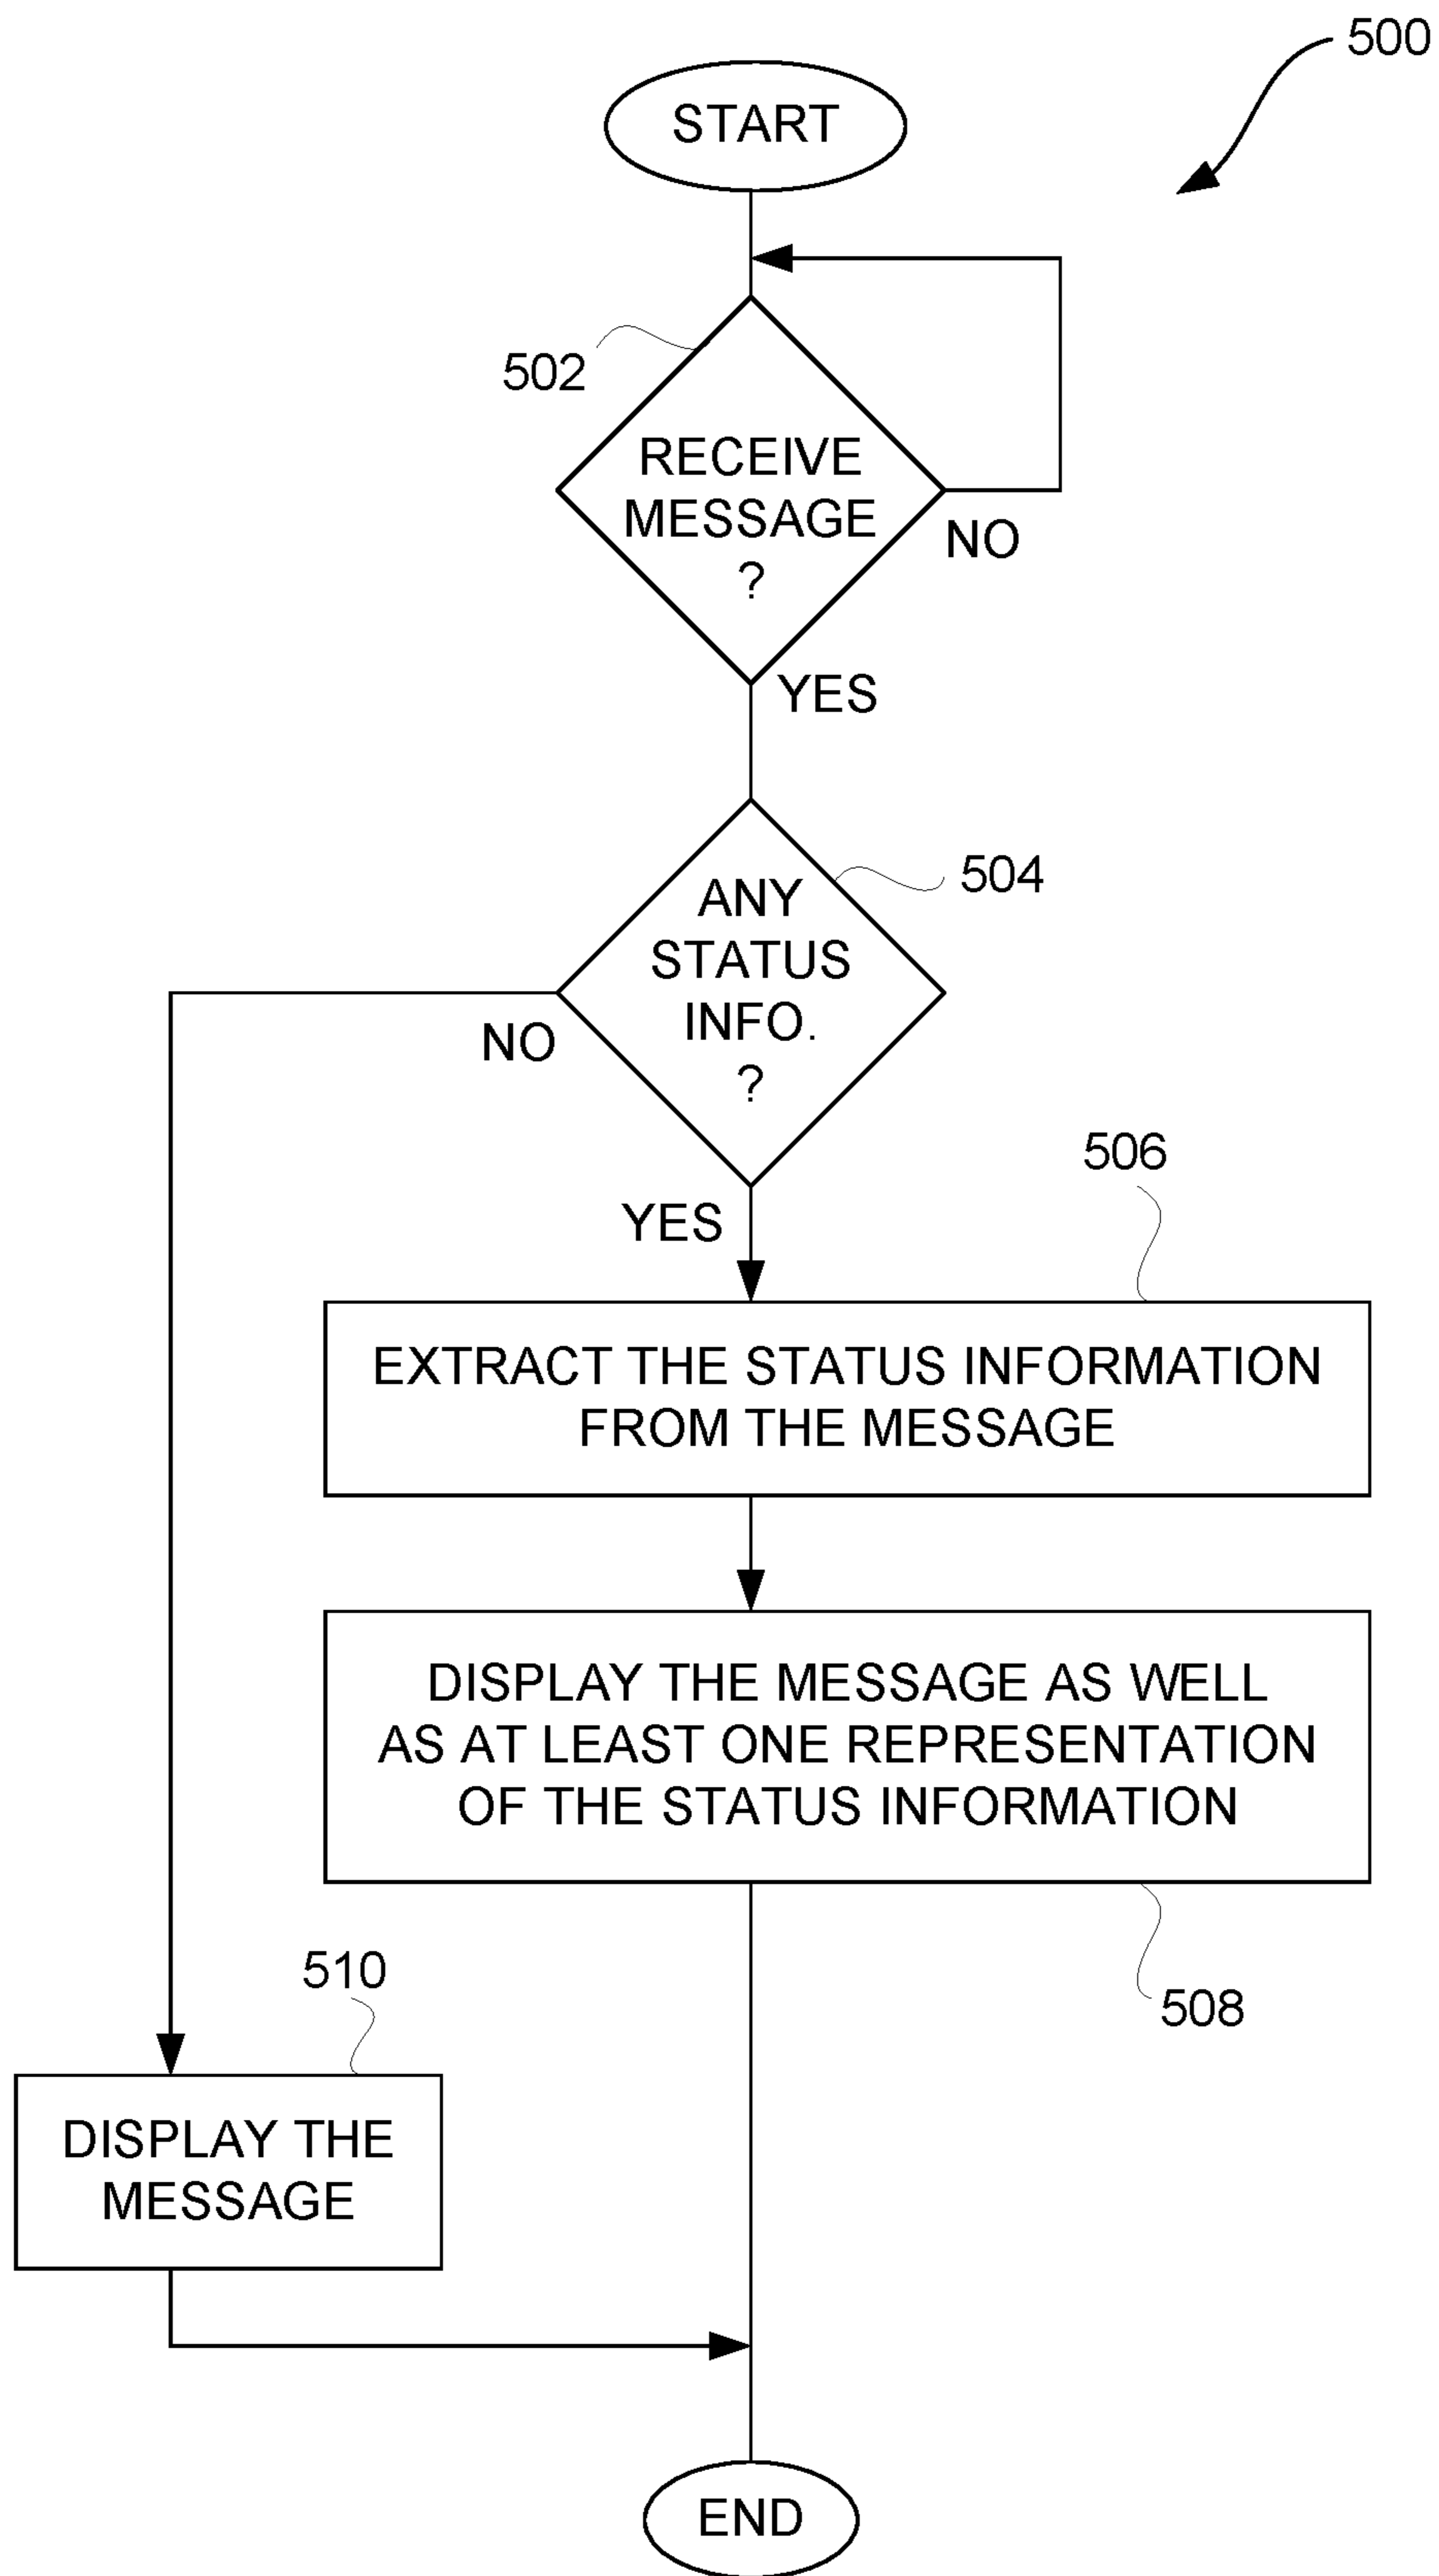 500
START
502
RECEIVE
MESSAGE
?
NO
YES
504
ANY
STATUS
INFO.
?
NO
YES
506
EXTRACT THE STATUS INFORMATION
FROM THE MESSAGE
DISPLAY THE MESSAGE AS WELL
AS AT LEAST ONE REPRESENTATION
OF THE STATUS INFORMATION
508
510
DISPLAY THE
MESSAGE
END